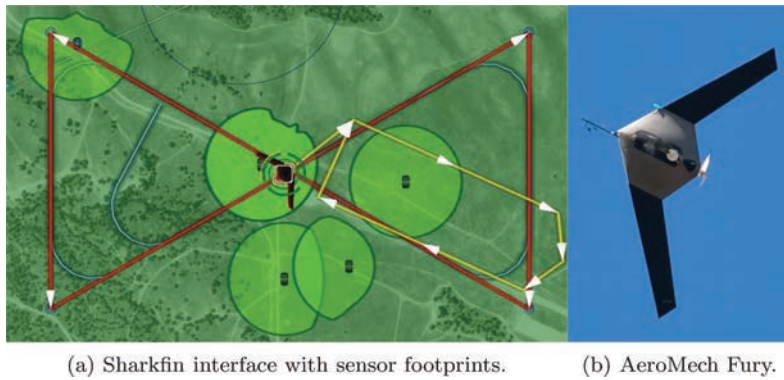 (a) Sharkfin interface with sensor footprints.
(b) AeroMech Fury.